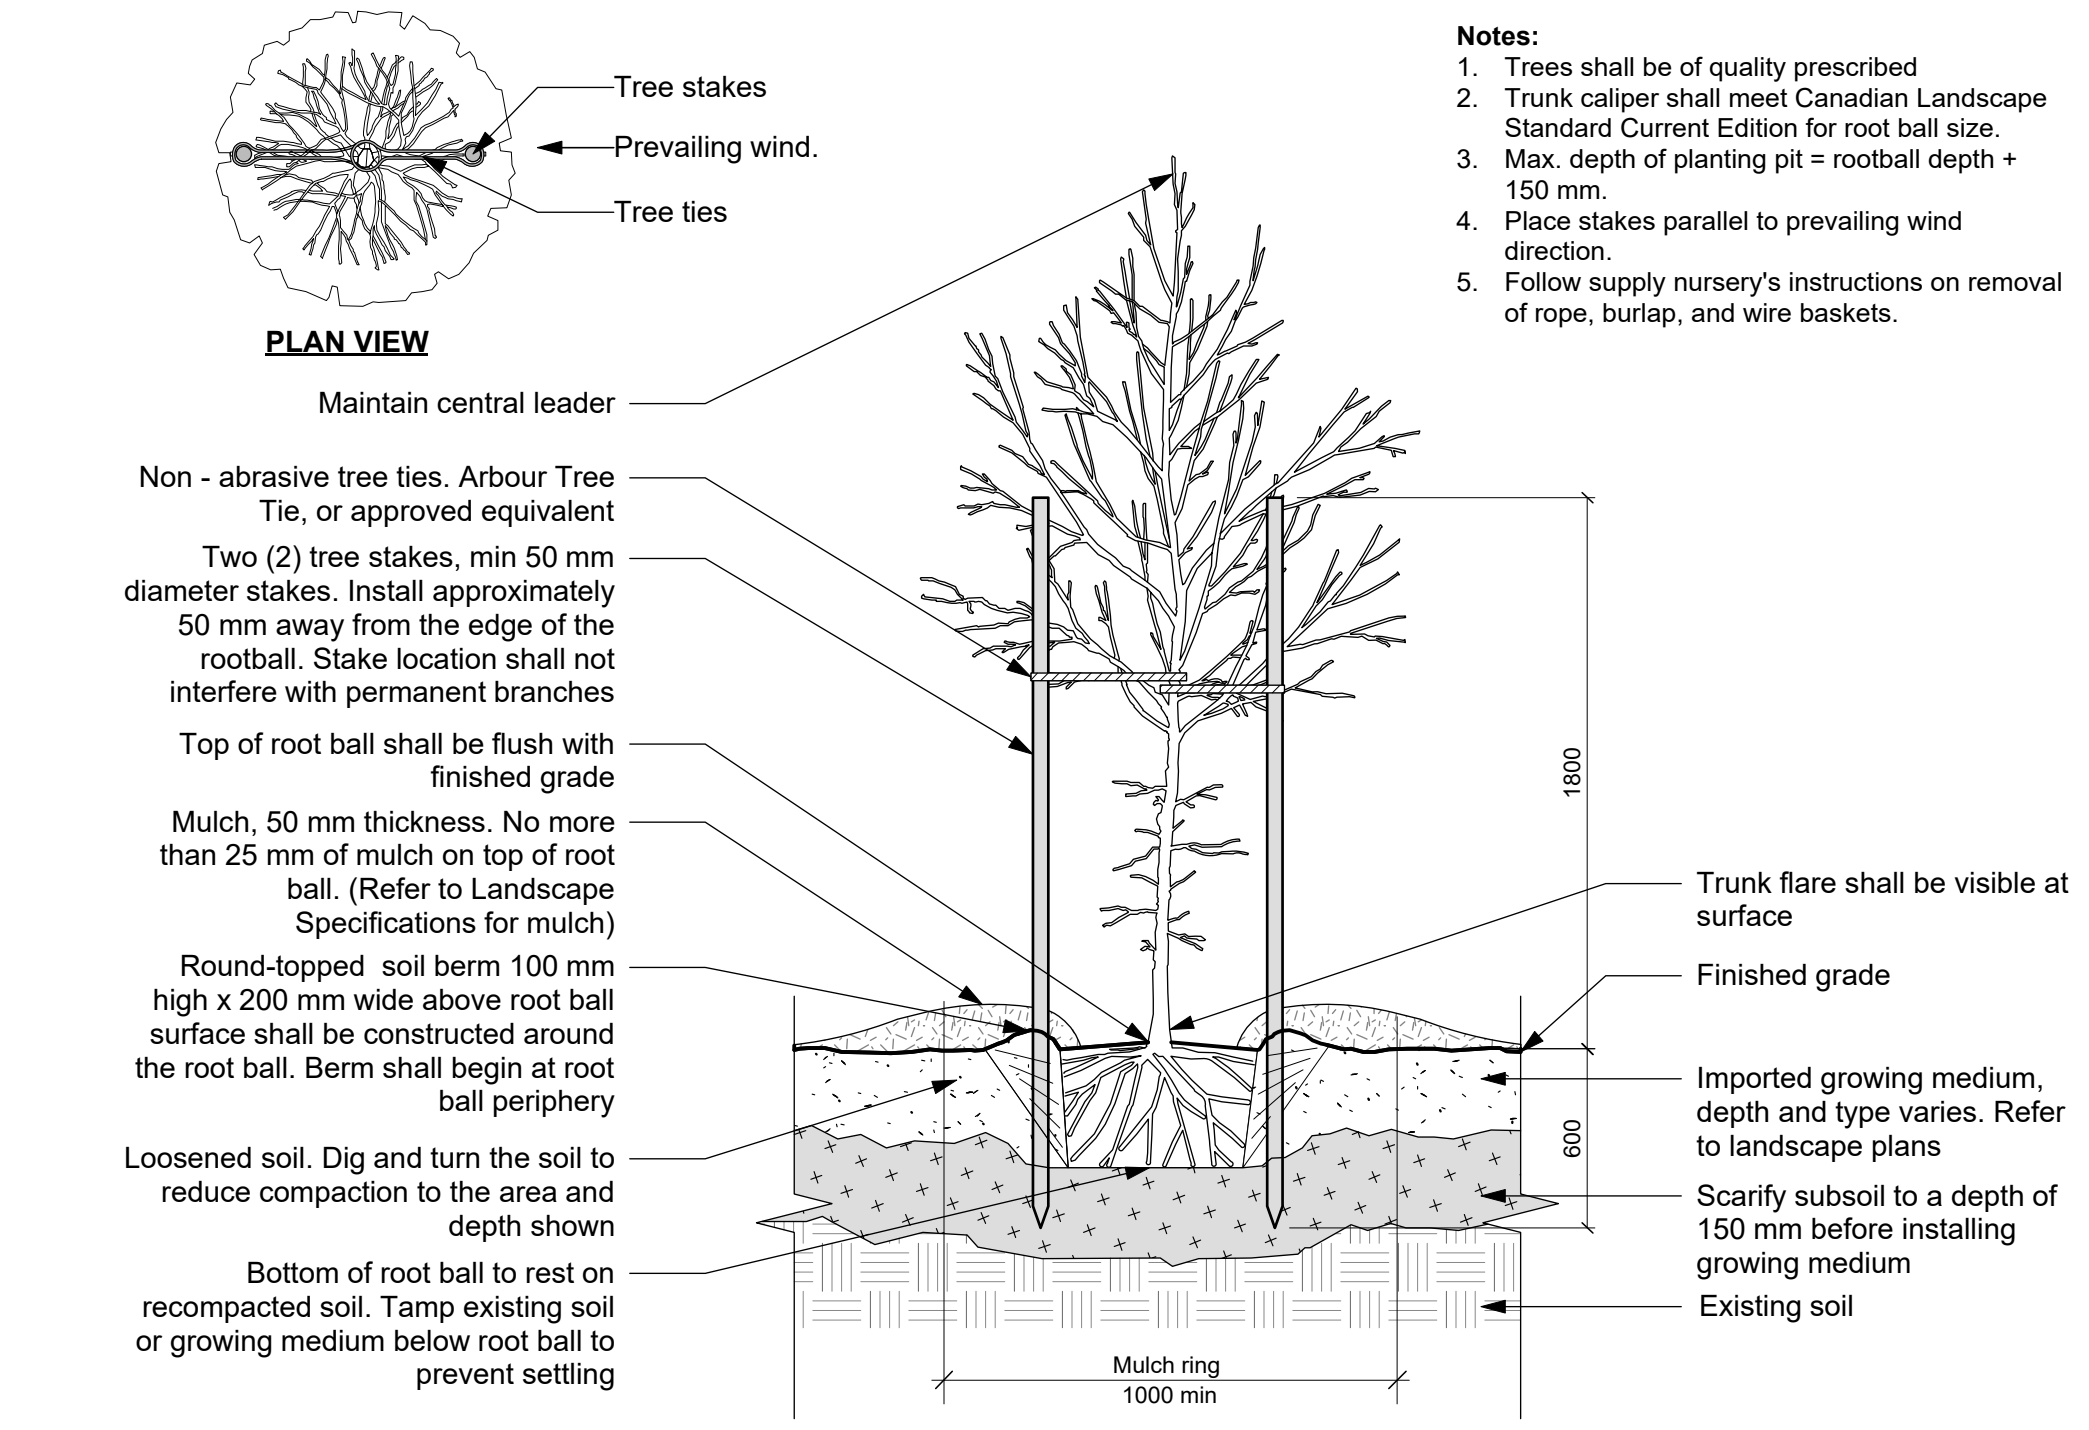 Tree stakes
Prevailing wind.
Tree ties
PLAN VIEW
Notes:
1. Trees shall be of quality prescribed
2. Trunk caliper shall meet Canadian Landscape
Standard Current Edition for root ball size.
3. Max. depth of planting pit = rootball depth +
150 mm.
4. Place stakes parallel to prevailing wind
direction.
5. Follow supply nursery's instructions on removal
of rope, burlap, and wire baskets.
Maintain central leader
Non - abrasive tree ties. Arbour Tree
Tie, or approved equivalent
Two (2) tree stakes, min 50 mm
diameter stakes. Install approximately
50 mm away from the edge of the
rootball. Stake location shall not
interfere with permanent branches
Top of root ball shall be flush with
finished grade
Mulch, 50 mm thickness. No more
than 25 mm of mulch on top of root
ball. (Refer to Landscape
Specifications for mulch)
Round-topped  soil berm 100 mm
high x 200 mm wide above root ball
surface shall be constructed around
the root ball. Berm shall begin at root
ball periphery
Loosened soil. Dig and turn the soil to
reduce compaction to the area and
depth shown
Bottom of root ball to rest on
recompacted soil. Tamp existing soil
or growing medium below root ball to
prevent settling
1800
600
Trunk flare shall be visible at
surface
Finished grade
Imported growing medium,
depth and type varies. Refer
to landscape plans
Scarify subsoil to a depth of
150 mm before installing
growing medium
Existing soil
Mulch ring
1000 min